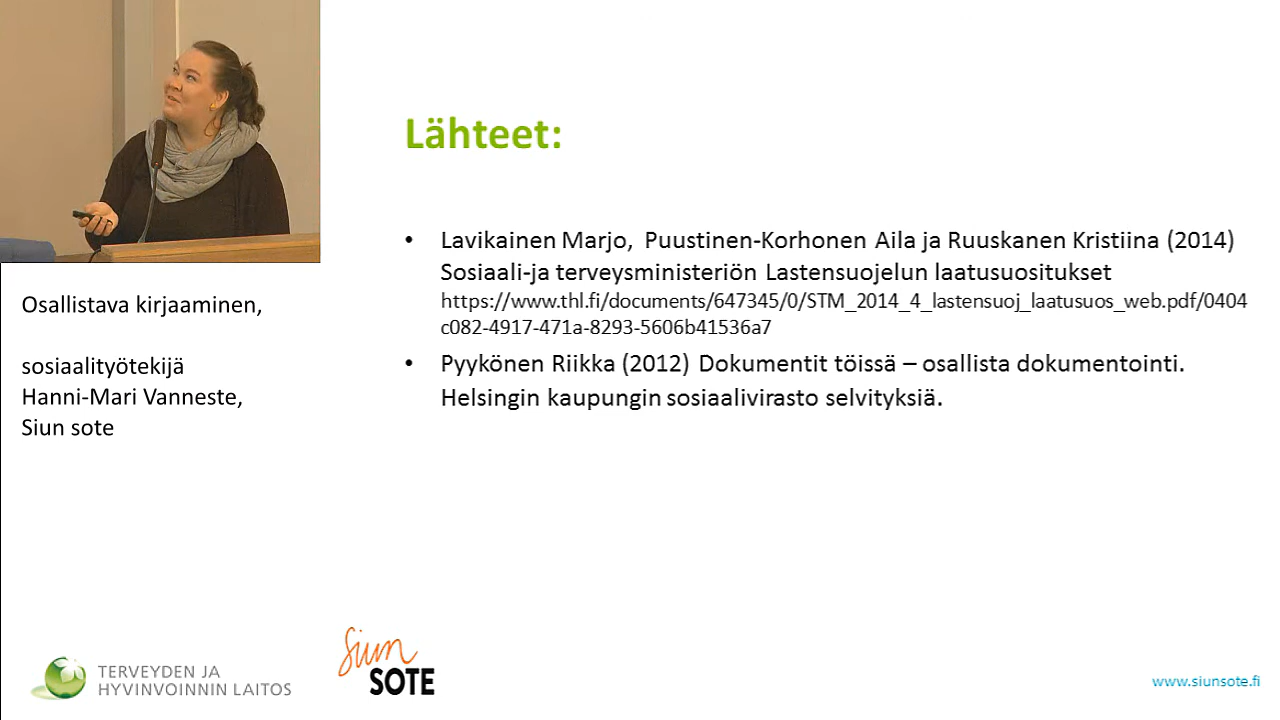 Lähteet:
• Lavikainen Marjo, Puustinen-Korhonen Aila ja Ruuskanen Kristiina (2014)
Sosiaali-ja terveysministeriön Lastensuojelun laatusuositukset
https://www.thl.fi/documents/647345/0/STM_2014_4_lastensuoj_laatusuos_web.pdf/0404
c082-4917-471a-8293-5606b41536a7
• Pyykönen Riikka (2012) Dokumentit töissä – osallista dokumentointi.
Helsingin kaupungin sosiaalivirasto selvityksiä.
Osallistava kirjaaminen,
sosiaalityötekijä
Hanni-Mari Vanneste,
Siun sote
TERVEYDEN JA
HYVINVOINNIN LAITOS
Siun
SOTE
www.siunsote.fi